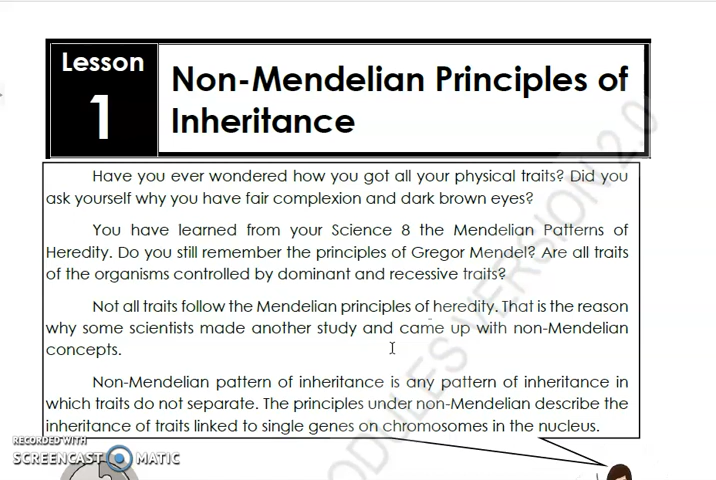 Lesson
1
Non-Mendelian Principles of
Inheritance
Have you ever wondered how you got all your physical traits? Did you
ask yourself why you have fair complexion and dark brown eyes?
You have learned from your Science 8 the Mendelian Patterns of
Heredity. Do you still remember the principles of Gregor Mendel? Are all traits
of the organisms controlled by dominant and recessive traits?
Not all traits follow the Mendelian principles of heredity. That is the reason
why some scientists made another study and came up with non-Mendelian
concepts.
Non-Mendelian pattern of inheritance is any pattern of inheritance in
which traits do not separate. The principles under non-Mendelian describe the
inheritance of traits linked to single genes on chromosomes in the nucleus.
MODULES VERSION 2.0
RECORDED WITH
SCREENCAST MATIC